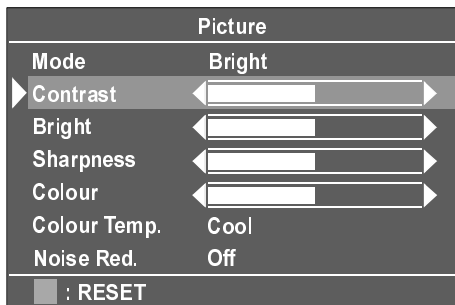 Picture
Mode Bright
Contrast
Bright
Sharpness
Colour
Colour Temp. Cool
Noise Red. Off
: RESET